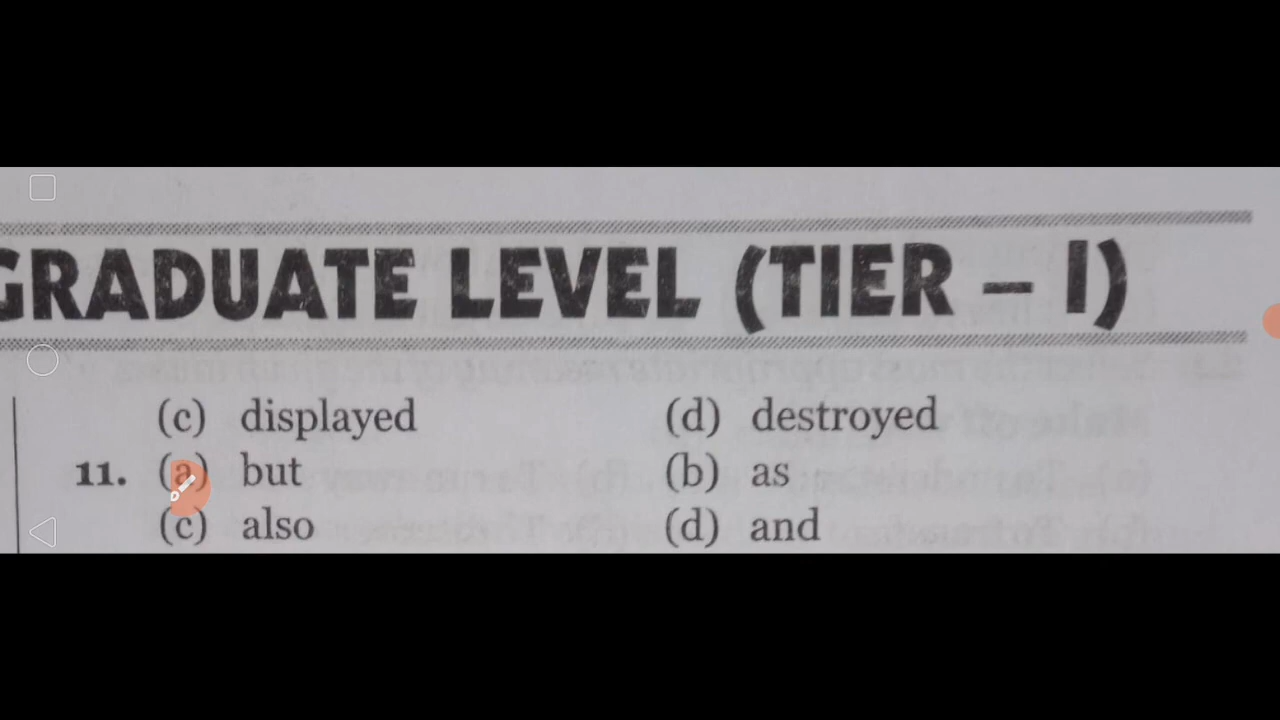 GRADUATE LEVEL (TIER – I)
(c) displayed (d) destroyed
11. (a) but (b) as
(c) also (d) and